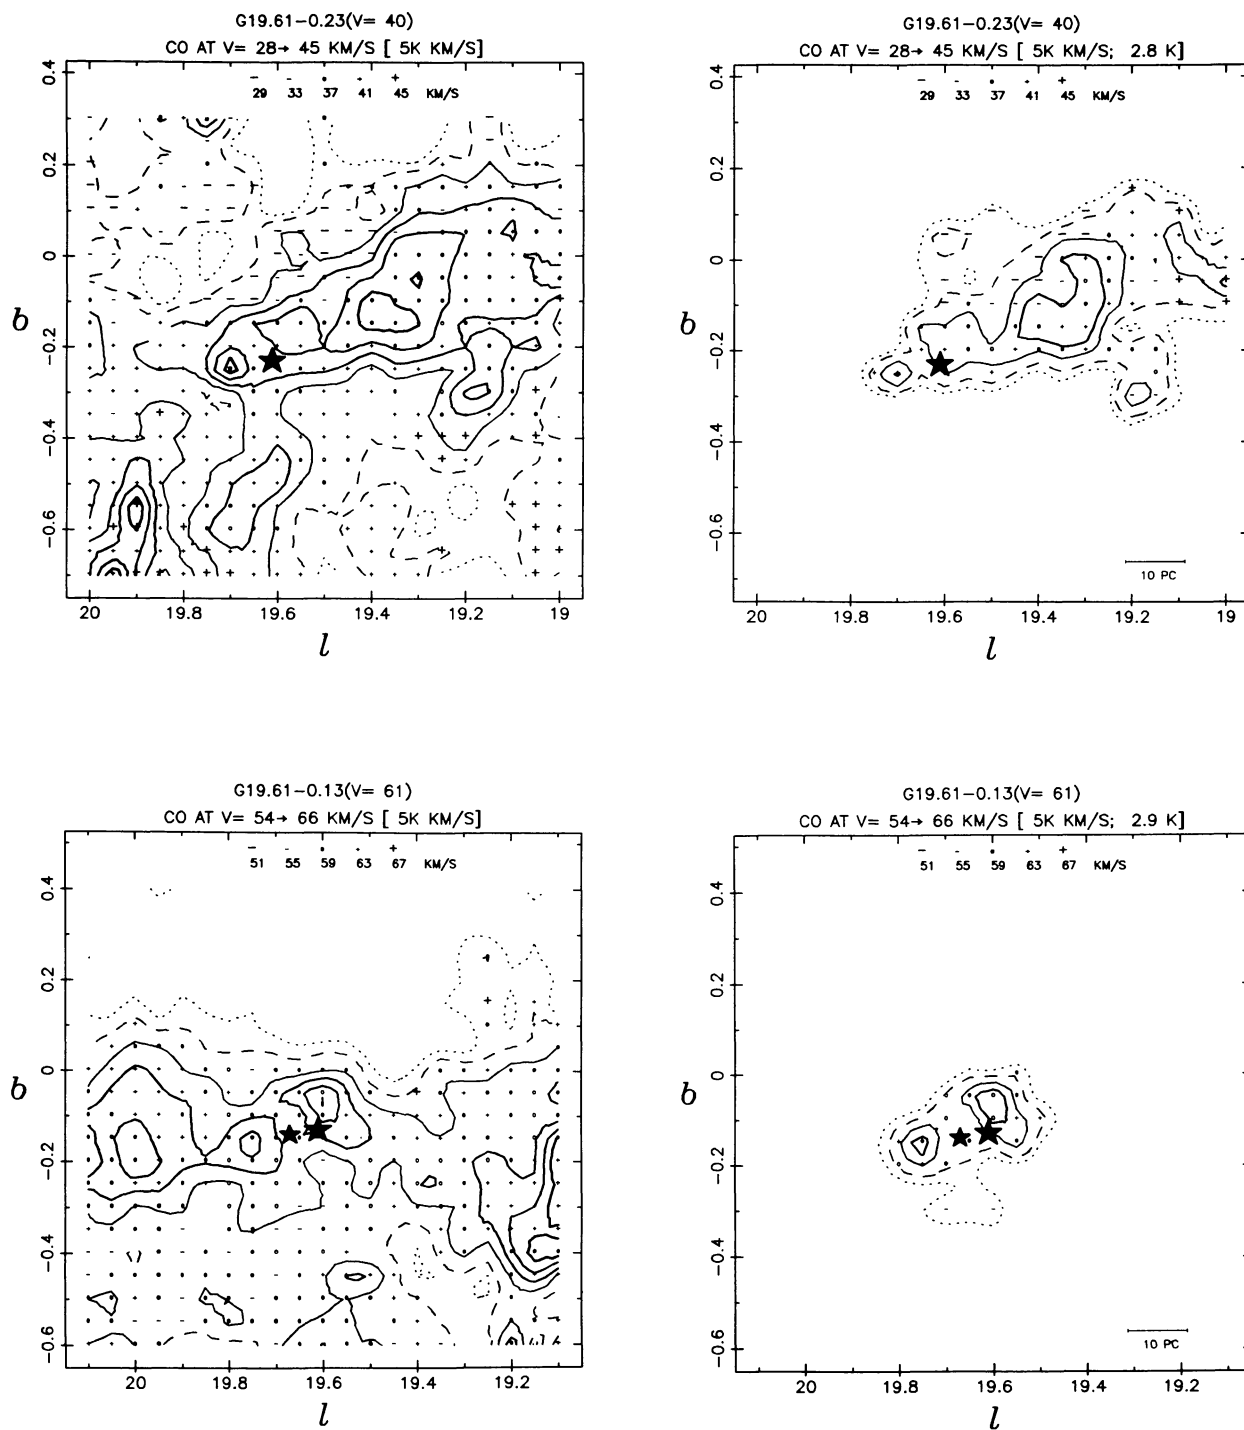 G19.61−0.23(V= 40)
CO AT V= 28→ 45 KM/S [ 5K KM/S]
29 33 37 41 45 KM/S
0.4
0.2
0
−0.2
−0.4
−0.6
b
20 19.8 19.6 19.4 19.2 19
l
G19.61−0.23(V= 40)
CO AT V= 28→ 45 KM/S [ 5K KM/S; 2.8 K]
29 33 37 41 45 KM/S
0.4
0.2
0
−0.2
−0.4
−0.6
b
10 PC
20 19.8 19.6 19.4 19.2 19
l
G19.61−0.13(V= 61)
CO AT V= 54→ 66 KM/S [ 5K KM/S]
51 55 59 63 67 KM/S
0.4
0.2
0
−0.2
−0.4
−0.6
b
20 19.8 19.6 19.4 19.2
l
G19.61−0.13(V= 61)
CO AT V= 54→ 66 KM/S [ 5K KM/S; 2.9 K]
51 55 59 63 67 KM/S
0.4
0.2
0
−0.2
−0.4
−0.6
b
10 PC
20 19.8 19.6 19.4 19.2
l